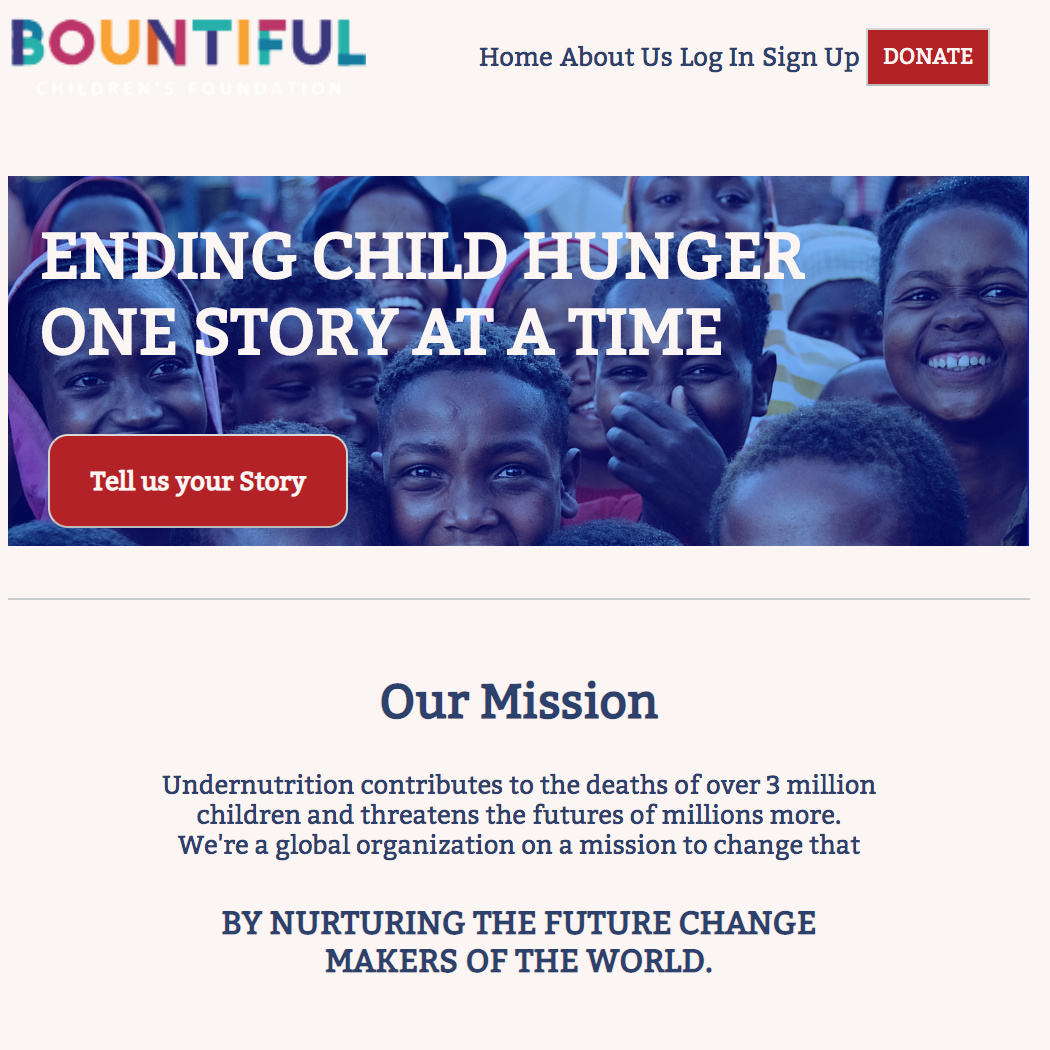 BOUNTIFUL
CHILDREN'S FOUNDATION
Home About Us Log In Sign Up DONATE
ENDING CHILD HUNGER
ONE STORY AT A TIME
Tell us your Story
Our Mission
Undernutrition contributes to the deaths of over 3 million
children and threatens the futures of millions more.
We're a global organization on a mission to change that
BY NURTURING THE FUTURE CHANGE
MAKERS OF THE WORLD.